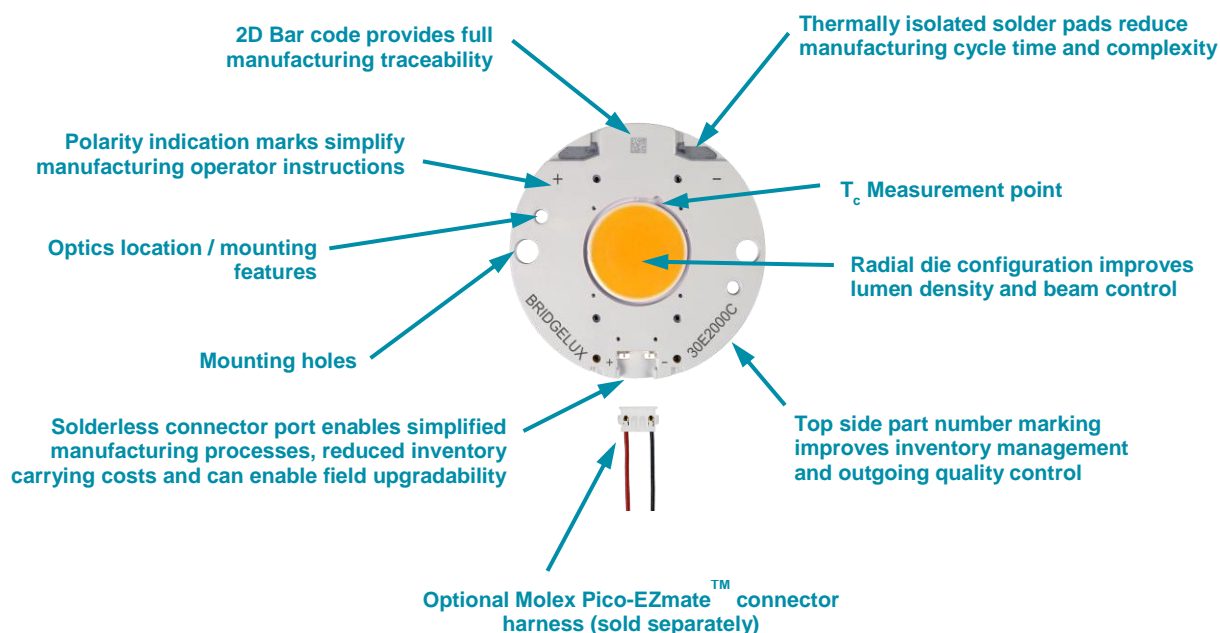 2D Bar code provides full
manufacturing traceability
Thermally isolated solder pads reduce
manufacturing cycle time and complexity
Polarity indication marks simplify
manufacturing operator instructions
+
-
Tc Measurement point
Optics location / mounting
features
Radial die configuration improves
lumen density and beam control
BRIDGELUX
30E2000C
Mounting holes
+
-
Solderless connector port enables simplified
manufacturing processes, reduced inventory
carrying costs and can enable field upgradability
Top side part number marking
improves inventory management
and outgoing quality control
Optional Molex Pico-EZmate™ connector
harness (sold separately)